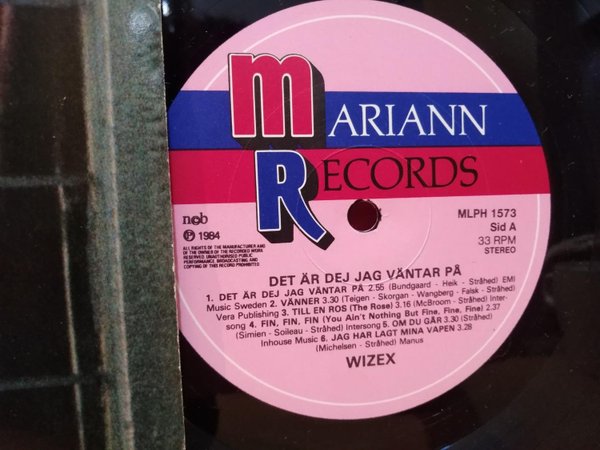 MARIANN
RECORDS
ncb
Ⓟ 1984
ALL RIGHTS OF THE MANUFACTURER AND
OF THE OWNER OF THE RECORDED WORK
RESERVED UNAUTHORISED PUBLIC
PERFORMANCE BROADCASTING AND
COPYING OF THIS RECORD PROHIBITED.
MLPH 1573
Sid A
33 RPM
STEREO
DET ÄR DEJ JAG VÄNTAR PÅ
1. DET ÄR DEJ JAG VÄNTAR PÅ 2.55 (Bundgaard - Heik - Stråhed) EMI
Music Sweden 2. VÄNNER 3.30 (Teigen - Skorgan - Wangberg - Falsk - Stråhed)
Vera Publishing 3. TILL EN ROS (The Rose) 3.16 (McBroom - Stråhed) Inter-
song 4. FIN, FIN, FIN (You Ain't Nothing But Fine, Fine, Fine) 2.37
(Simien - Soileau - Stråhed) Intersong 5. OM DU GÅR 3.30 (Stråhed)
Inhouse Music 6. JAG HAR LAGT MINA VAPEN 3.28
(Michelsen - Stråhed) Manus
WIZEX